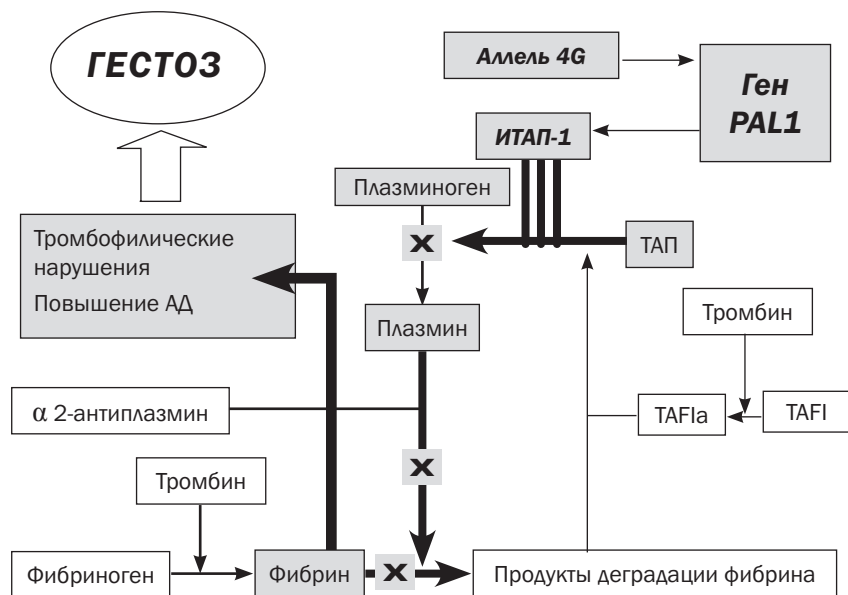 ГЕСТОЗ
Аллель 4G
Ген
PAL1
ИТАП-1
Плазминоген
X
ТАП
Тромбофилические
нарушения
Повышение АД
Плазмин
Тромбин
α 2-антиплазмин
TAFIa
TAFI
X
Тромбин
Фибриноген
Фибрин
X
Продукты деградации фибрина